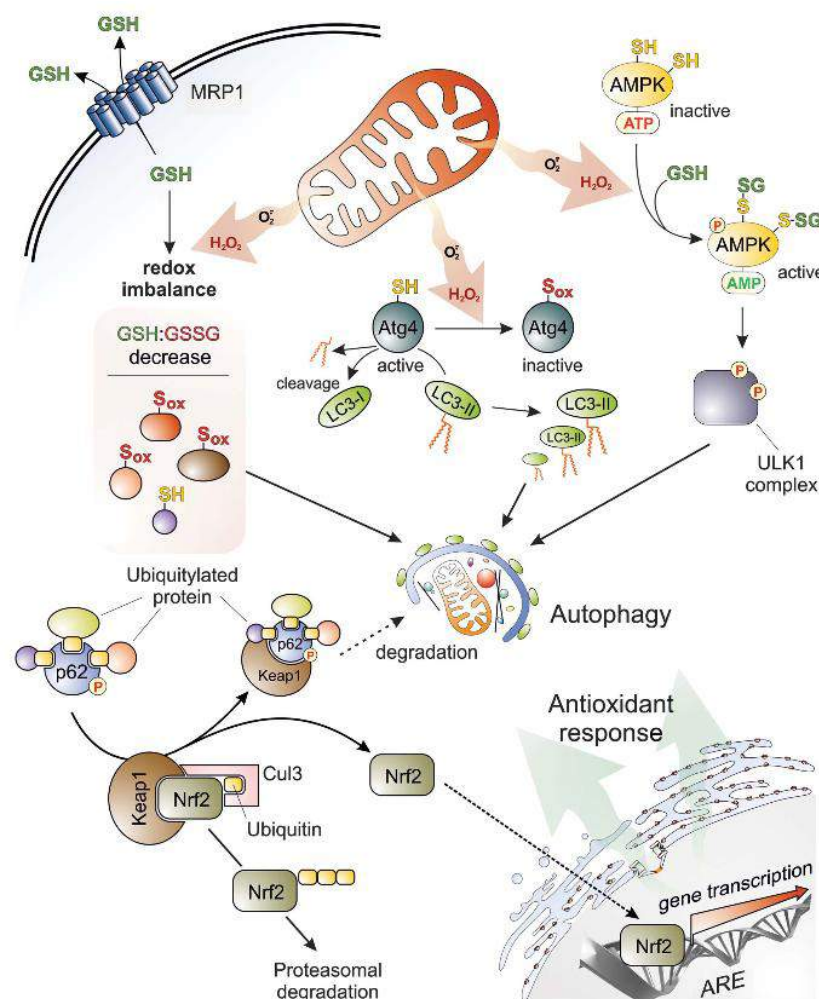 GSH
GSH
MRP1
GSH
redox
imbalance
GSH:GSSG
decrease
Sox
Sox
Sox
SH
O₂⁻
H₂O₂
O₂⁻
H₂O₂
O₂⁻
H₂O₂
SH
SH
AMPK
inactive
ATP
GSH
SG
S
S-SG
P
AMPK
active
AMP
P
P
ULK1
complex
SH
Atg4
active
Sox
Atg4
inactive
cleavage
LC3-I
LC3-II
LC3-II
LC3-II
Autophagy
Ubiquitylated
protein
p62
P
p62
P
Keap1
degradation
Keap1
Nrf2
Cul3
Ubiquitin
Nrf2
Nrf2
Proteasomal
degradation
Antioxidant
response
gene transcription
Nrf2
ARE